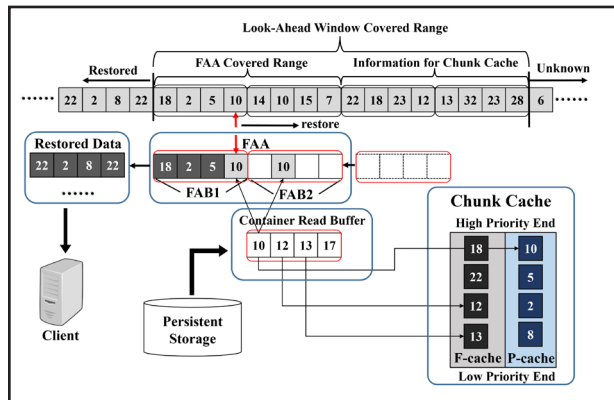 Look-Ahead Window Covered Range
Restored
FAA Covered Range
Information for Chunk Cache
Unknown
...... 22 2 8 22 18 2 5 10 14 10 15 7 22 18 23 12 13 32 23 28 6 ......
restore
Restored Data
22 2 8 22
......
FAA
18 2 5 10 10
FAB1 FAB2
Container Read Buffer
10 12 13 17
Persistent
Storage
Client
Chunk Cache
High Priority End
18 10
22 5
12 2
13 8
F-cache P-cache
Low Priority End